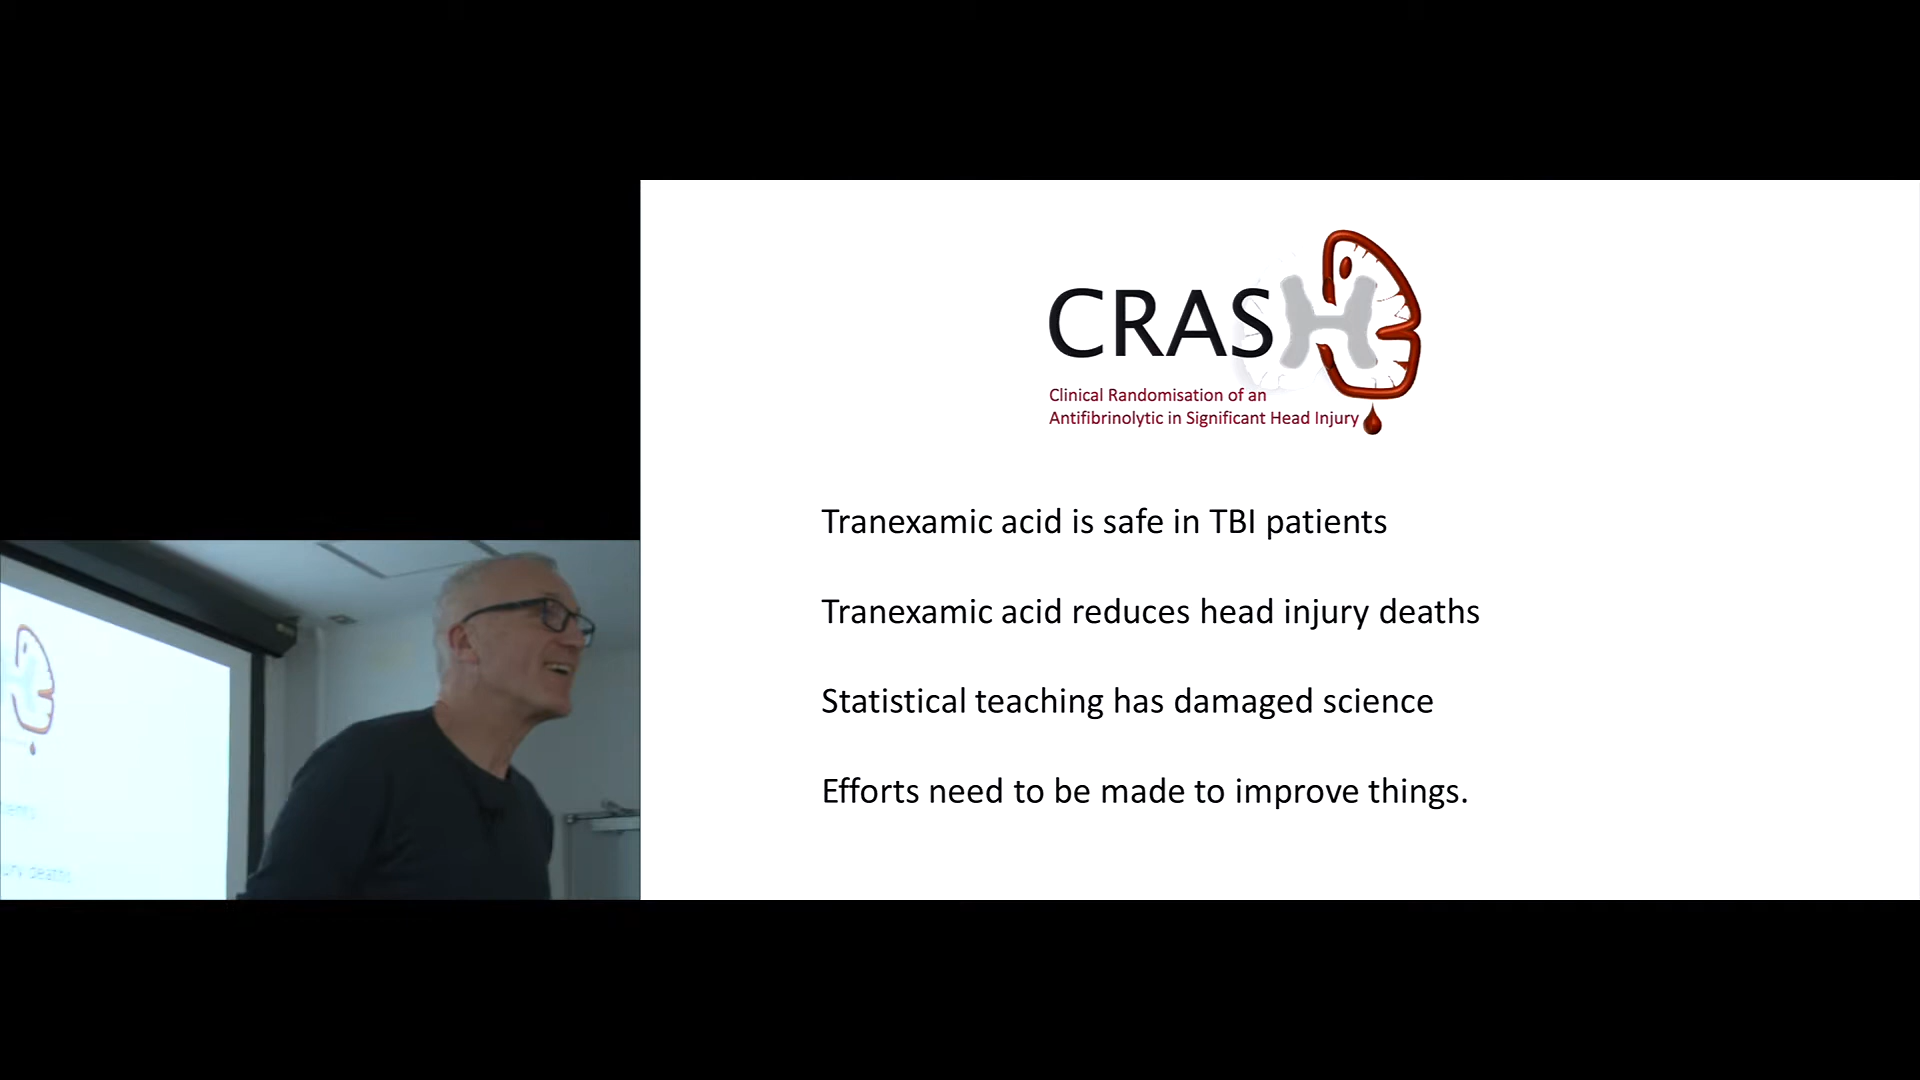 CRASH
Clinical Randomisation of an
Antifibrinolytic in Significant Head Injury
Tranexamic acid is safe in TBI patients
Tranexamic acid reduces head injury deaths
Statistical teaching has damaged science
Efforts need to be made to improve things.